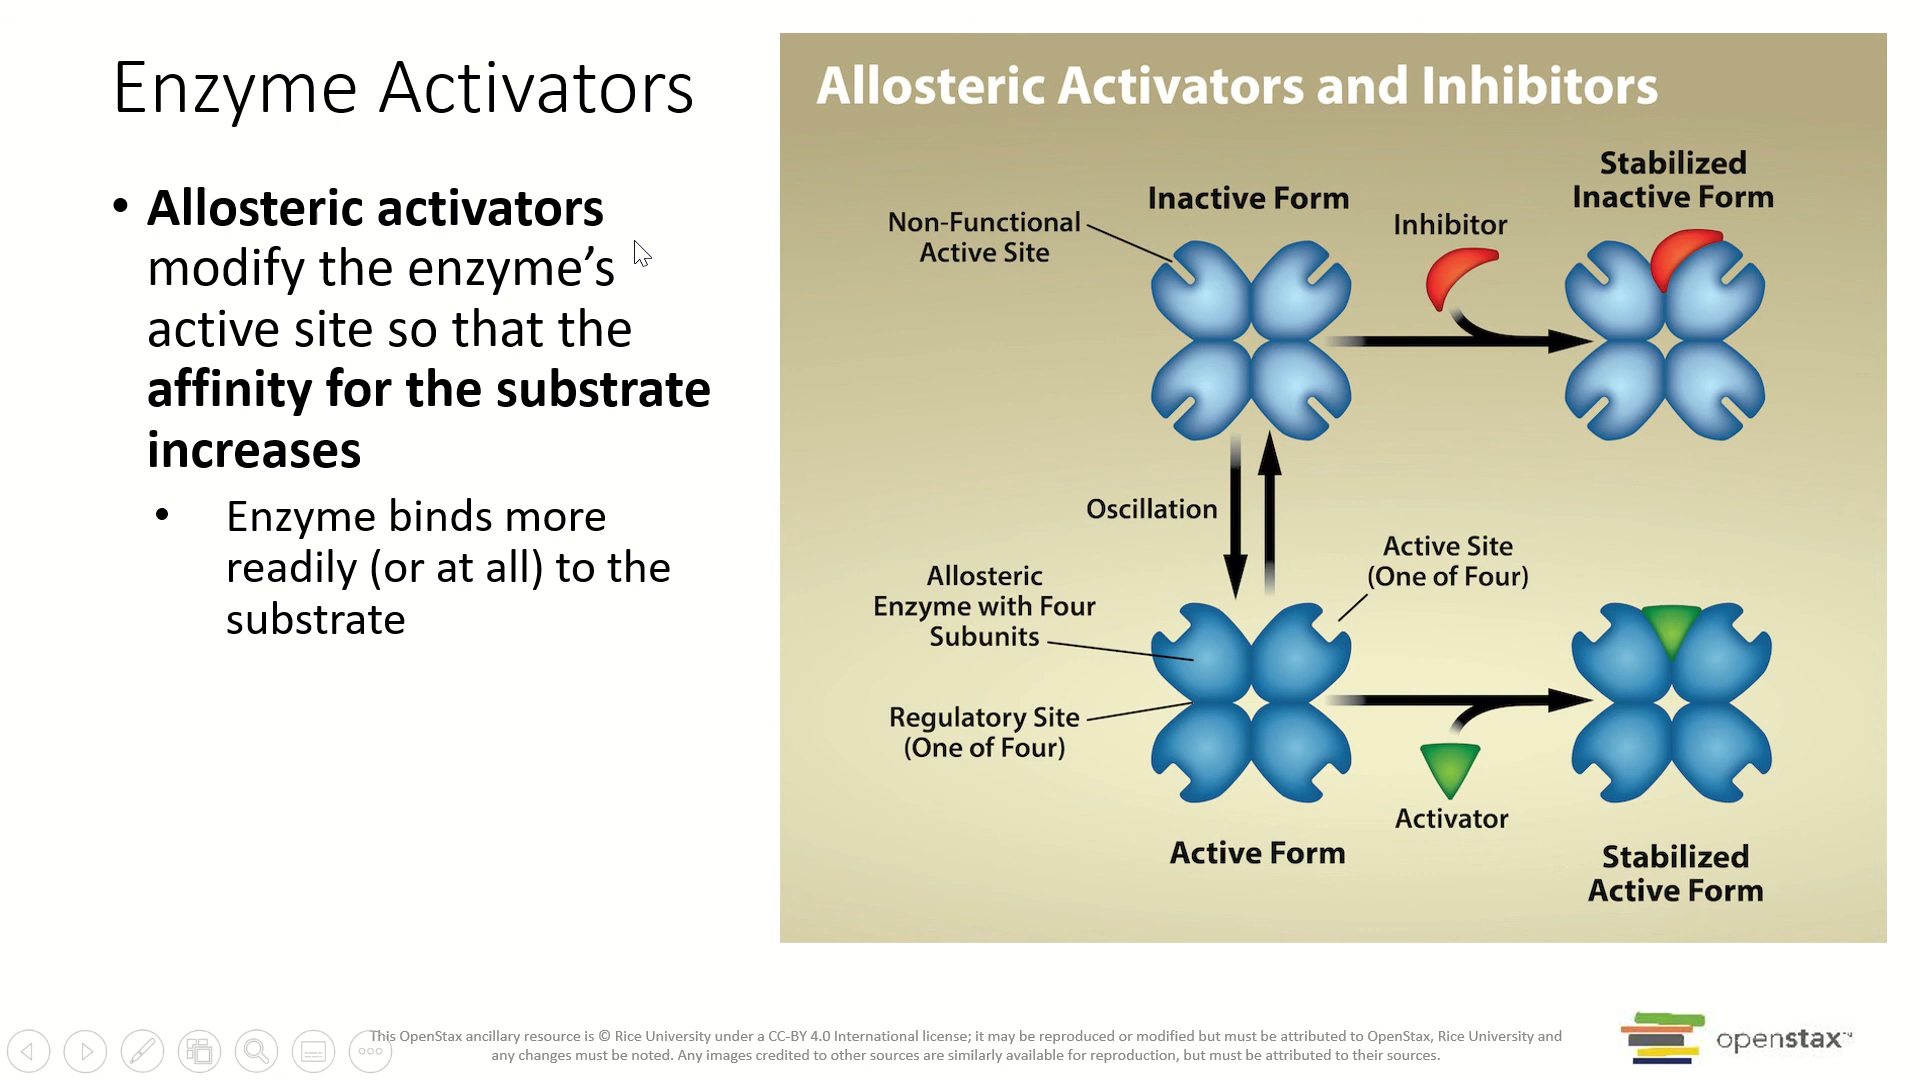 Enzyme Activators
• Allosteric activators
modify the enzyme’s
active site so that the
affinity for the substrate
increases
• Enzyme binds more
readily (or at all) to the
substrate
Allosteric Activators and Inhibitors
Inactive Form
Non-Functional
Active Site
Inhibitor
Stabilized
Inactive Form
Oscillation
Allosteric
Enzyme with Four
Subunits
Active Site
(One of Four)
Regulatory Site
(One of Four)
Activator
Active Form
Stabilized
Active Form
This OpenStax ancillary resource is © Rice University under a CC-BY 4.0 International license; it may be reproduced or modified but must be attributed to OpenStax, Rice University and
any changes must be noted. Any images credited to other sources are similarly available for reproduction, but must be attributed to their sources.
openstax™